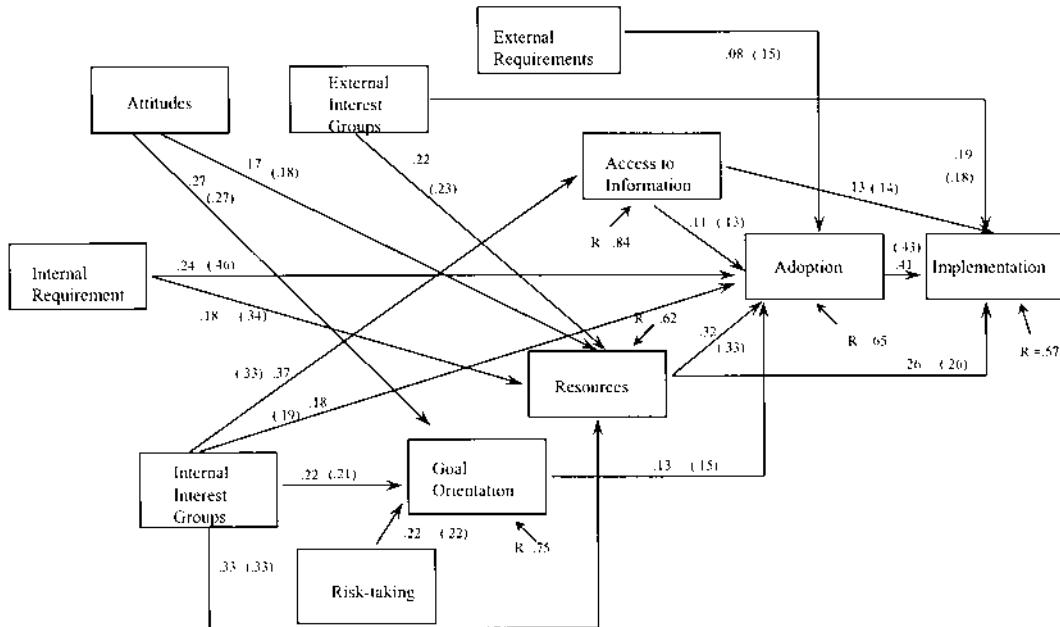 External
Requirements
.08 (.15)
Attitudes
External
Interest
Groups
.17
(.18)
.22
(.23)
.27
(.27)
Access to
Information
.19
(.18)
.13 (.14)
R .84
.11 (.13)
Internal
Requirement
.24 (.46)
Adoption
(.43)
.41
Implementation
.18 (.34)
R .62
.32
(.33)
R .65
R =.57
(.33) .37
.18
(.19)
Resources
.26 (.26)
Internal
Interest
Groups
.22 (.21)
Goal
Orientation
.13 (.15)
.22 (.22)
R .75
.33 (.33)
Risk-taking